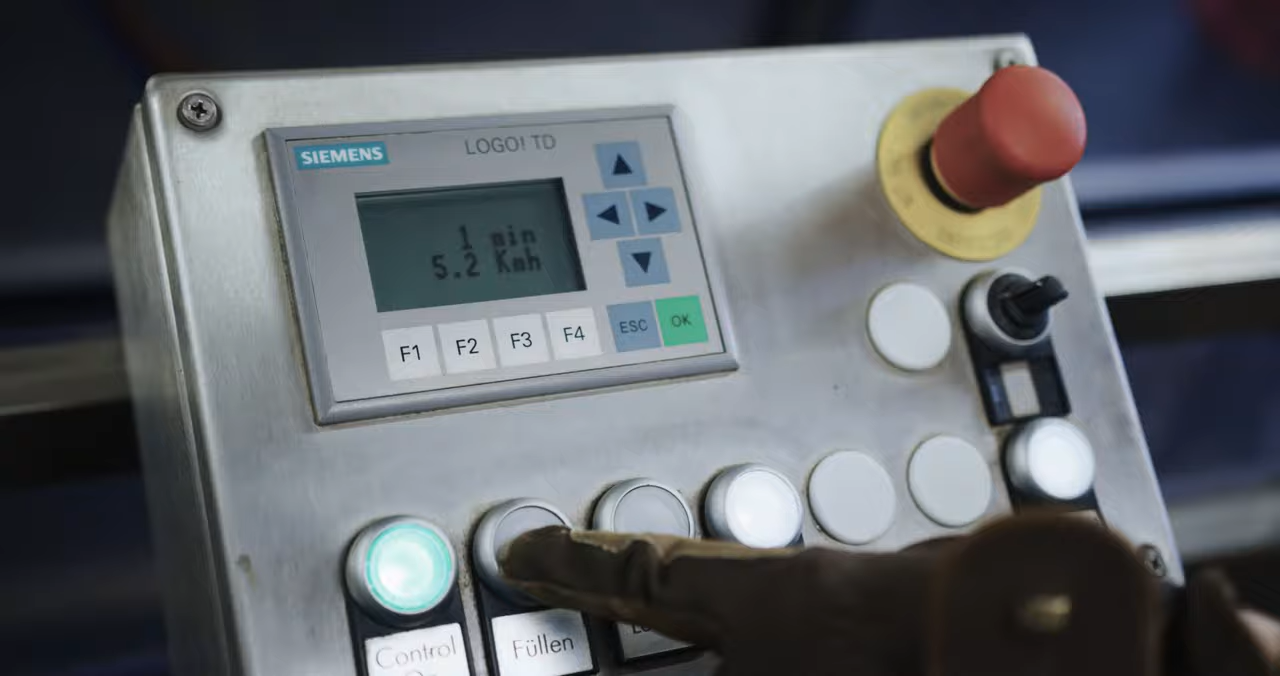 SIEMENS
LOGO! TD
1 min
5.2 Kmh
F1 F2 F3 F4 ESC OK
Control
Füllen